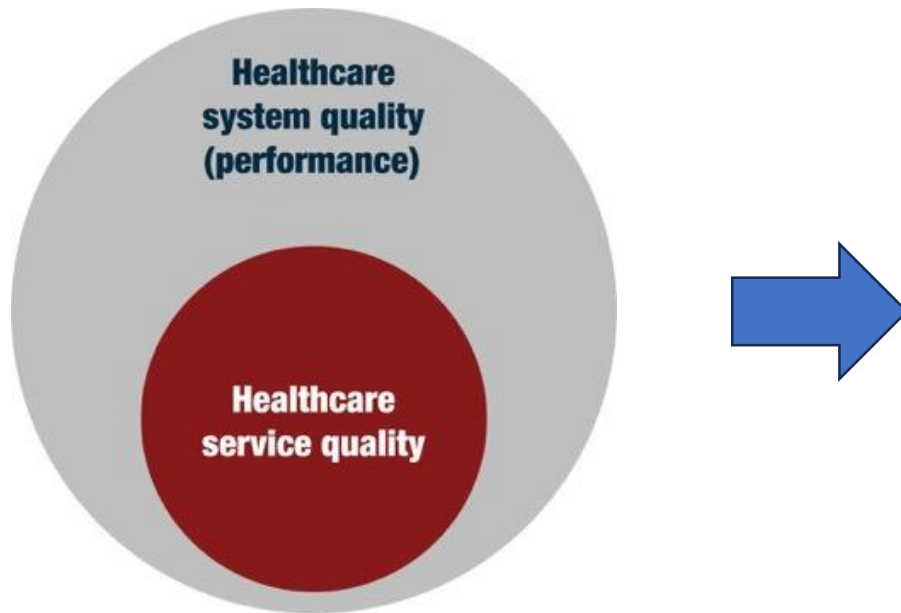 Healthcare
system quality
(performance)
Healthcare
service quality